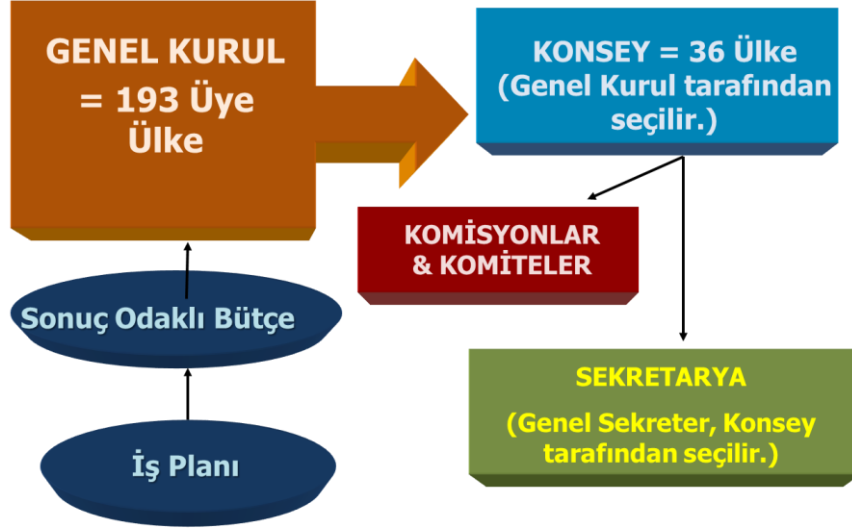 GENEL KURUL
= 193 Üye
Ülke
KONSEY = 36 Ülke
(Genel Kurul tarafından
seçilir.)
KOMİSYONLAR
& KOMİTELER
Sonuç Odaklı Bütçe
SEKRETARYA
(Genel Sekreter, Konsey
tarafından seçilir.)
İş Planı